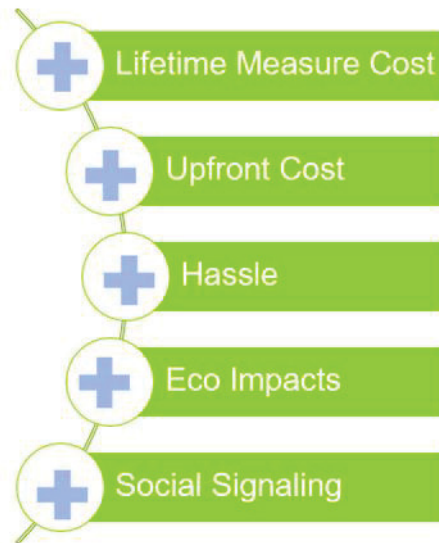 Lifetime Measure Cost
Upfront Cost
Hassle
Eco Impacts
Social Signaling